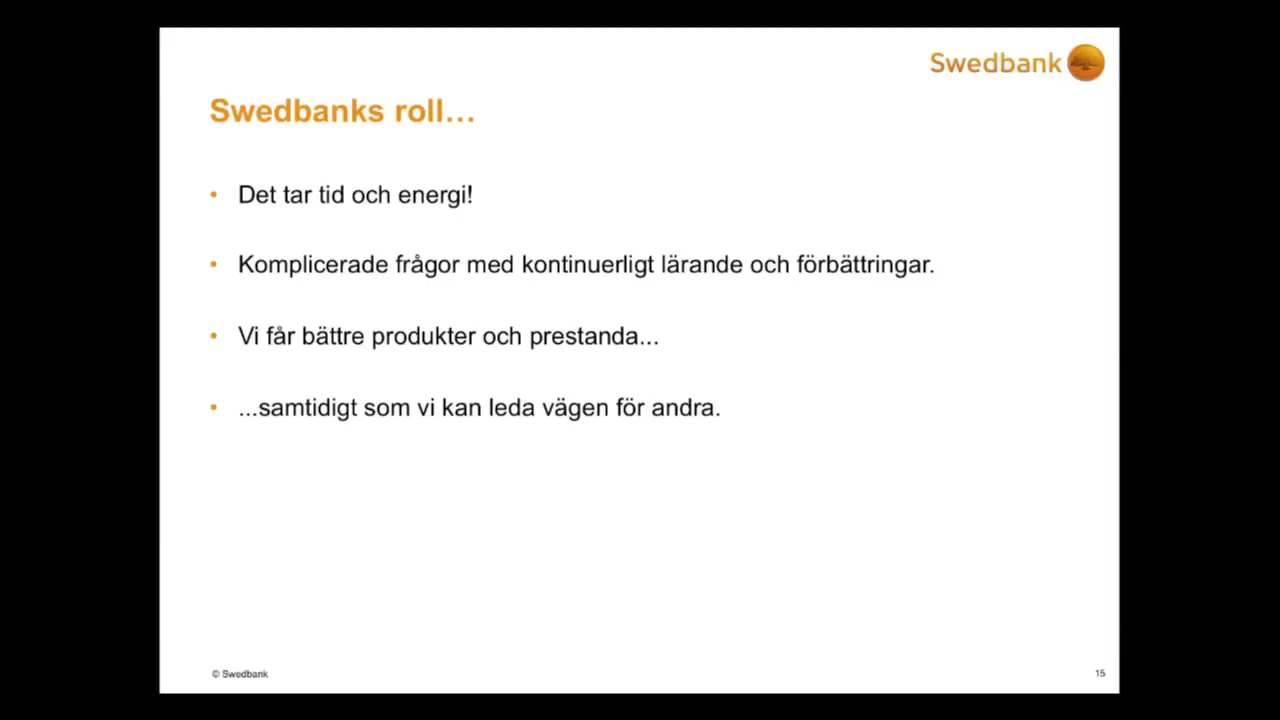 Swedbank
Swedbanks roll…
• Det tar tid och energi!
• Komplicerade frågor med kontinuerligt lärande och förbättringar.
• Vi får bättre produkter och prestanda...
• ...samtidigt som vi kan leda vägen för andra.
© Swedbank
15